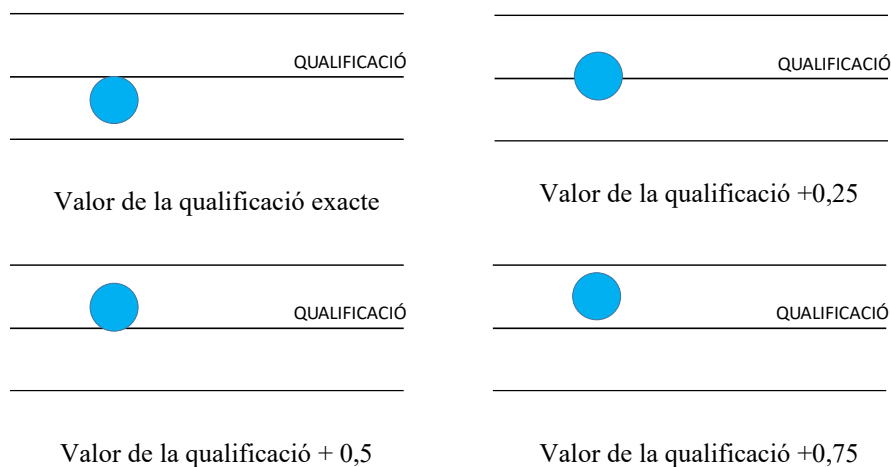 QUALIFICACIÓ
QUALIFICACIÓ
Valor de la qualificació exacte
Valor de la qualificació +0,25
QUALIFICACIÓ
QUALIFICACIÓ
Valor de la qualificació + 0,5
Valor de la qualificació +0,75